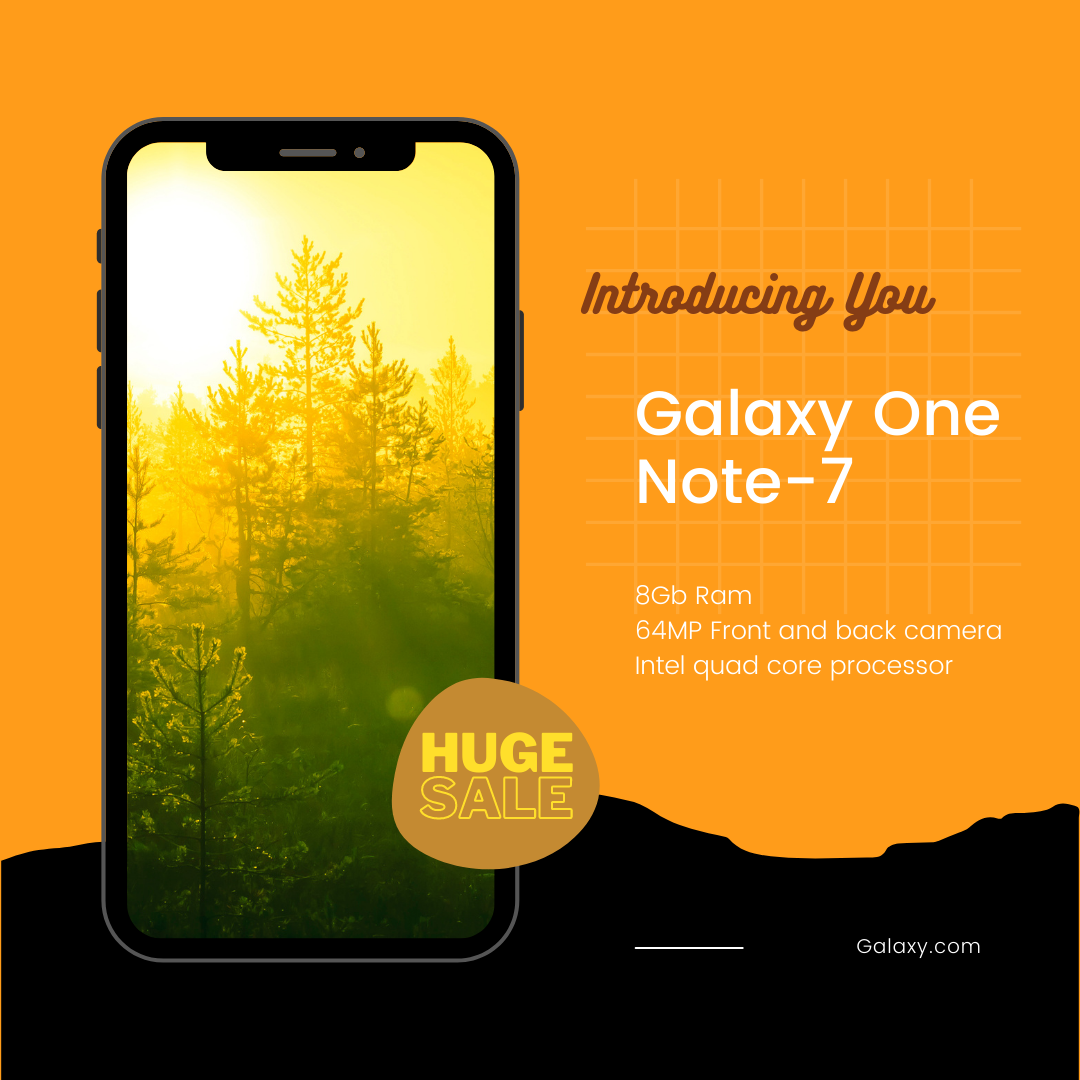 Introducing You
Galaxy One
Note-7
8Gb Ram
64MP Front and back camera
Intel quad core processor
HUGE
SALE
Galaxy.com